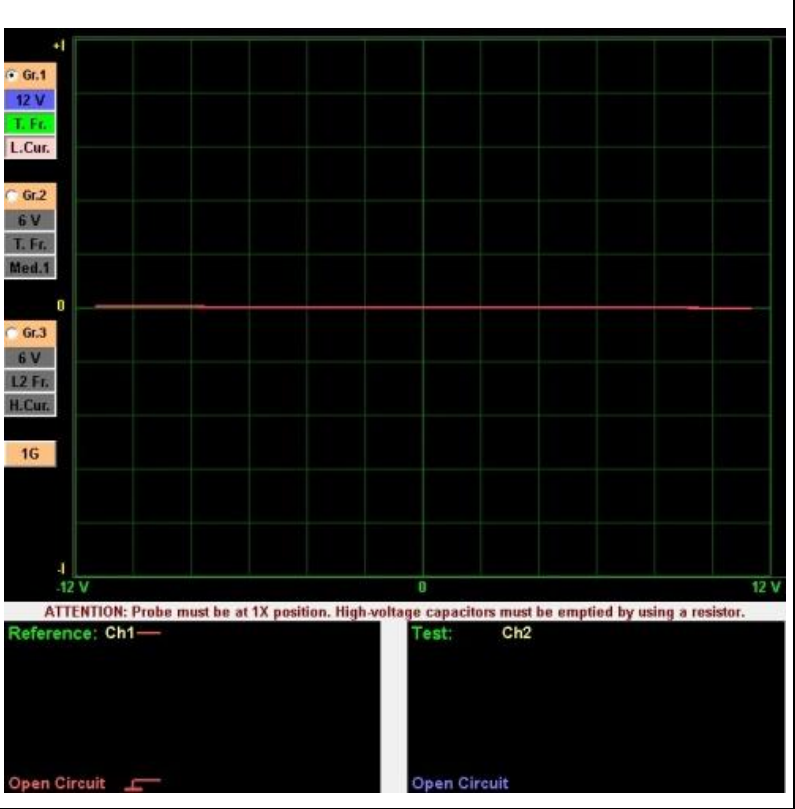 +I
Gr.1
12 V
T. Fr.
L.Cur.
Gr.2
6 V
T. Fr.
Med.1
0
Gr.3
6 V
L2 Fr.
H.Cur.
1G
-I
-12 V 0 12 V
ATTENTION: Probe must be at 1X position. High-voltage capacitors must be emptied by using a resistor.
Reference: Ch1
Open Circuit
Test: Ch2
Open Circuit